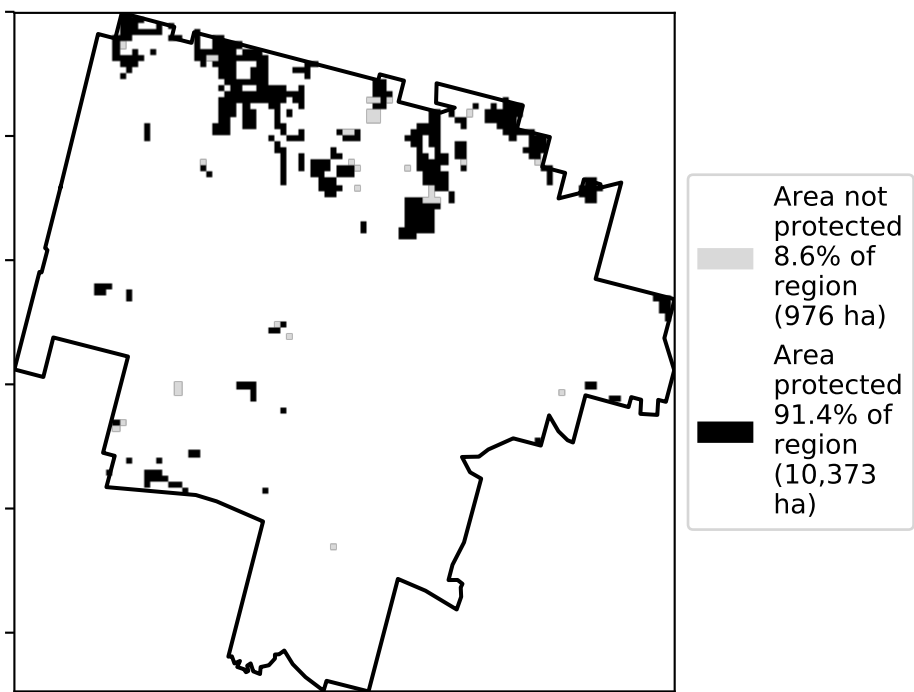 Area not
protected
8.6% of
region
(976 ha)
Area
protected
91.4% of
region
(10,373
ha)